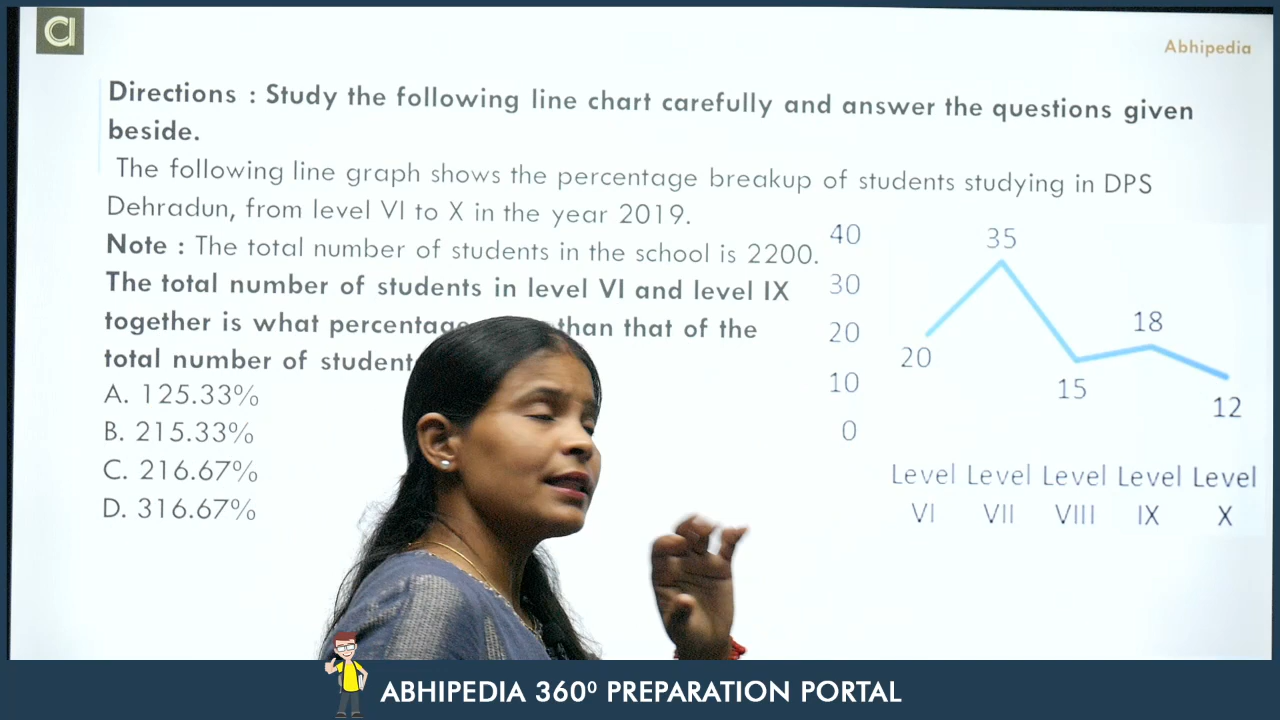 a
Abhipedia
Directions : Study the following line chart carefully and answer the questions given
beside.
The following line graph shows the percentage breakup of students studying in DPS
Dehradun, from level VI to X in the year 2019.
Note : The total number of students in the school is 2200.
The total number of students in level VI and level IX
together is what percentage than that of the
total number of student
A. 125.33%
B. 215.33%
C. 216.67%
D. 316.67%
40
30
20
10
0
20
35
15
18
12
Level Level Level Level Level
VI VII VIII IX X
ABHIPEDIA 360⁰ PREPARATION PORTAL